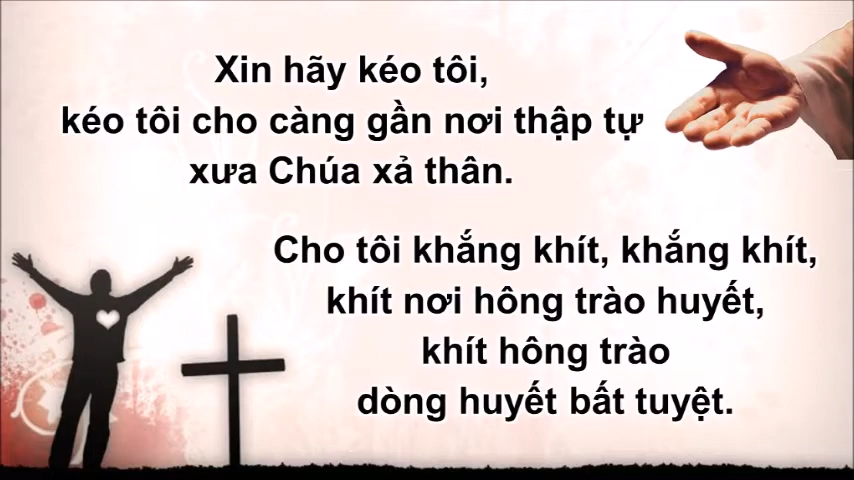 Xin hãy kéo tôi,
kéo tôi cho càng gần nơi thập tự
xưa Chúa xả thân.
Cho tôi khắng khít, khắng khít,
khít nơi hông trào huyết,
khít hông trào
dòng huyết bất tuyệt.